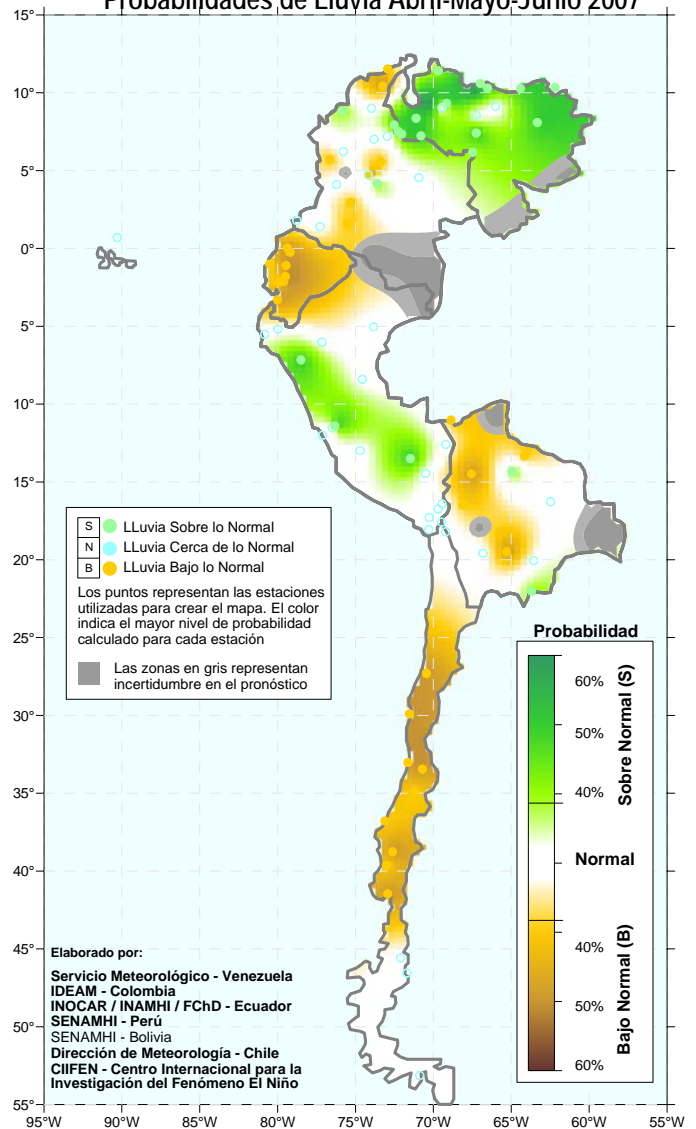 Probabilidades de Lluvia Abril-Mayo-Junio 2007
15°
10°
5°
0°
5°
10°
15°
20°
25°
30°
35°
40°
45°
50°
55°
S LLuvia Sobre lo Normal
N LLuvia Cerca de lo Normal
B LLuvia Bajo lo Normal
Los puntos representan las estaciones
utilizadas para crear el mapa. El color
indica el mayor nivel de probabilidad
calculado para cada estación
Las zonas en gris representan
incertidumbre en el pronóstico
Probabilidad
60%
50%
40%
Sobre Normal (S)
Normal
40%
50%
60%
Bajo Normal (B)
Elaborado por:
Servicio Meteorológico - Venezuela
IDEAM - Colombia
INOCAR / INAMHI / FChD - Ecuador
SENAMHI - Perú
SENAMHI - Bolivia
Dirección de Meteorología - Chile
CIIFEN - Centro Internacional para la
Investigación del Fenómeno El Niño
95°W 90°W 85°W 80°W 75°W 70°W 65°W 60°W 55°W